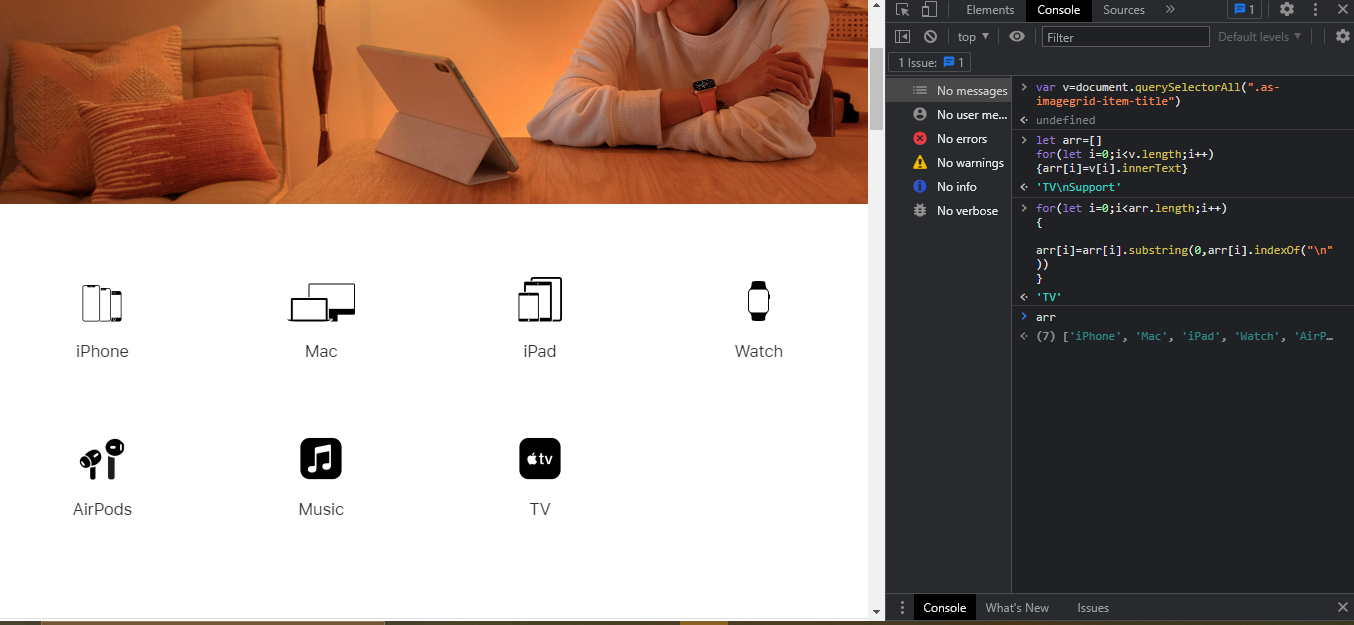 Elements Console Sources » 1
top ▼ Filter Default levels ▼
1 Issue: 1
No messages
No user me...
No errors
No warnings
No info
No verbose
> var v=document.querySelectorAll(".as-
imagegrid-item-title")
undefined
> let arr=[]
for(let i=0;i<v.length;i++)
{arr[i]=v[i].innerText}
'TV\nSupport'
> for(let i=0;i<arr.length;i++)
{
arr[i]=arr[i].substring(0,arr[i].indexOf("\n"
))
}
'TV'
> arr
(7) ['iPhone', 'Mac', 'iPad', 'Watch', 'AirP…
iPhone Mac iPad Watch
tv
AirPods Music TV
Console What's New Issues